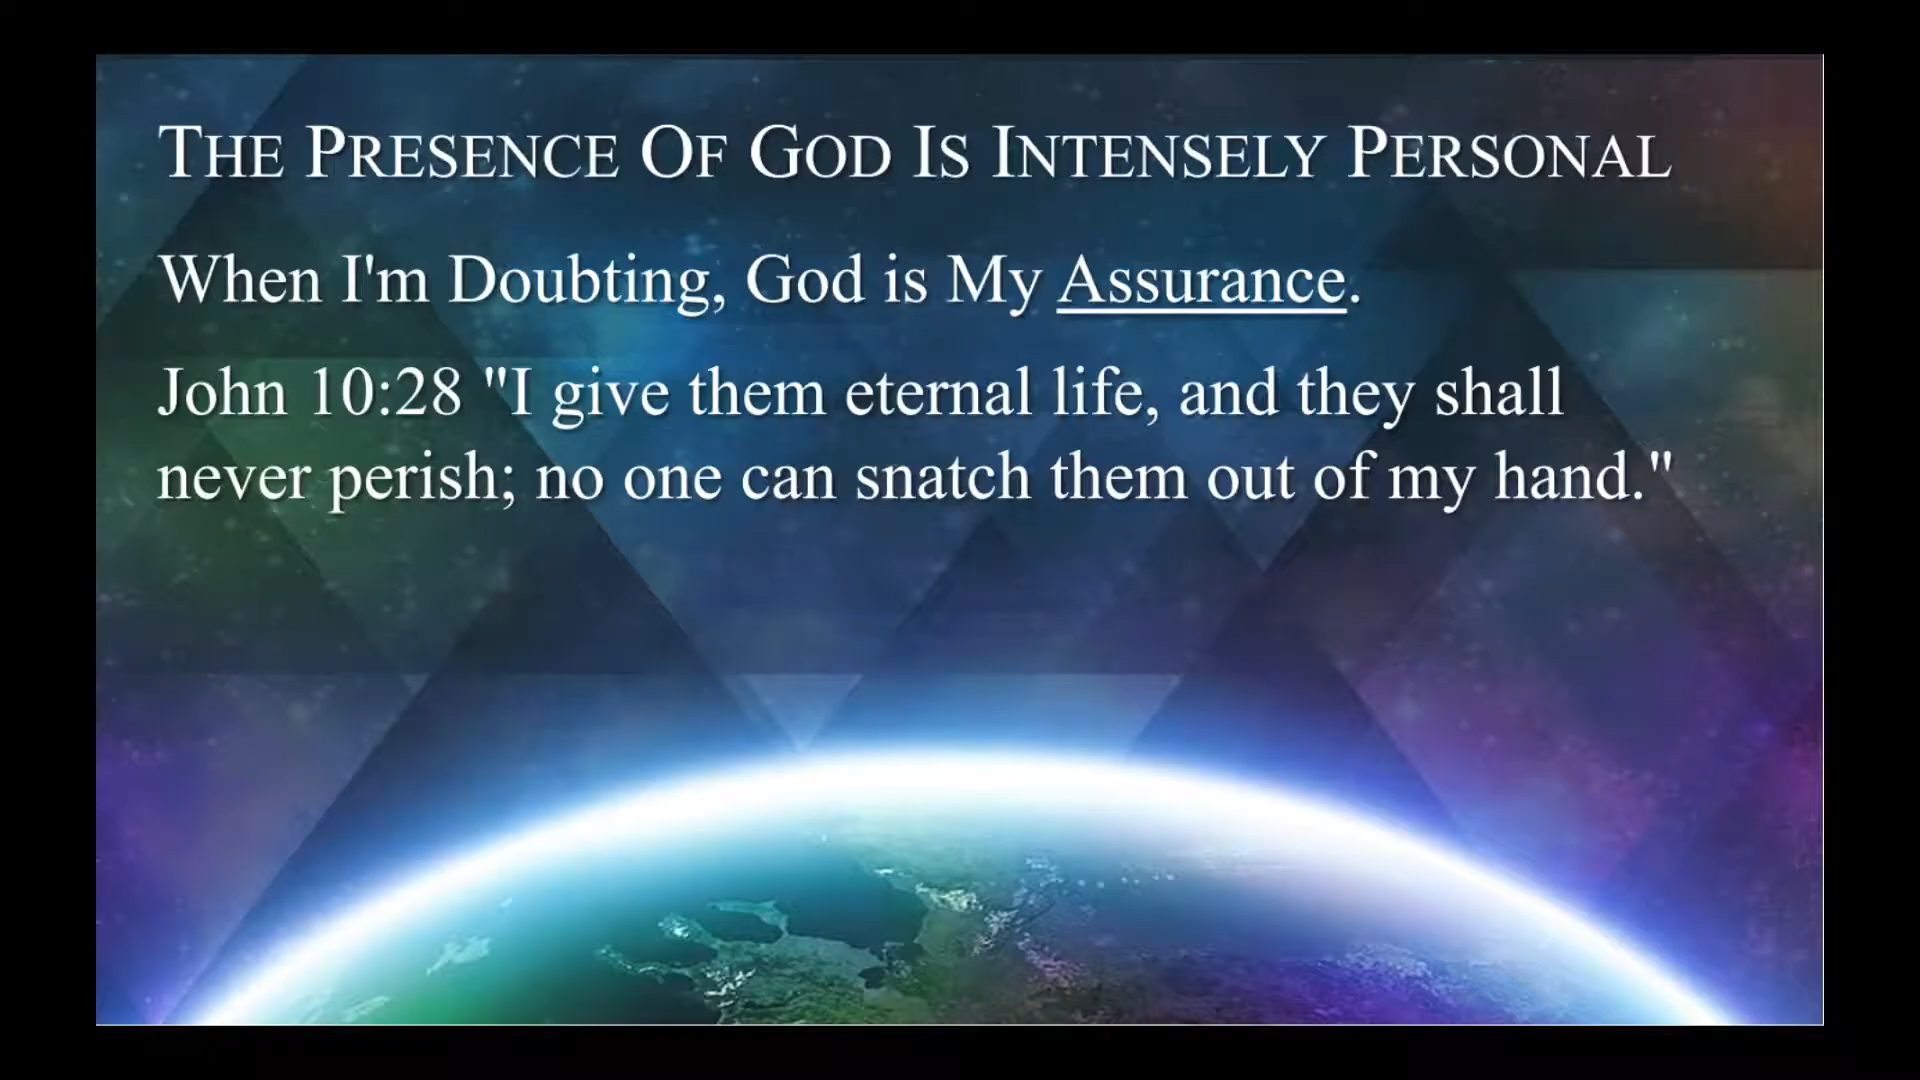 THE PRESENCE OF GOD IS INTENSELY PERSONAL
When I'm Doubting, God is My Assurance.
John 10:28 "I give them eternal life, and they shall
never perish; no one can snatch them out of my hand."